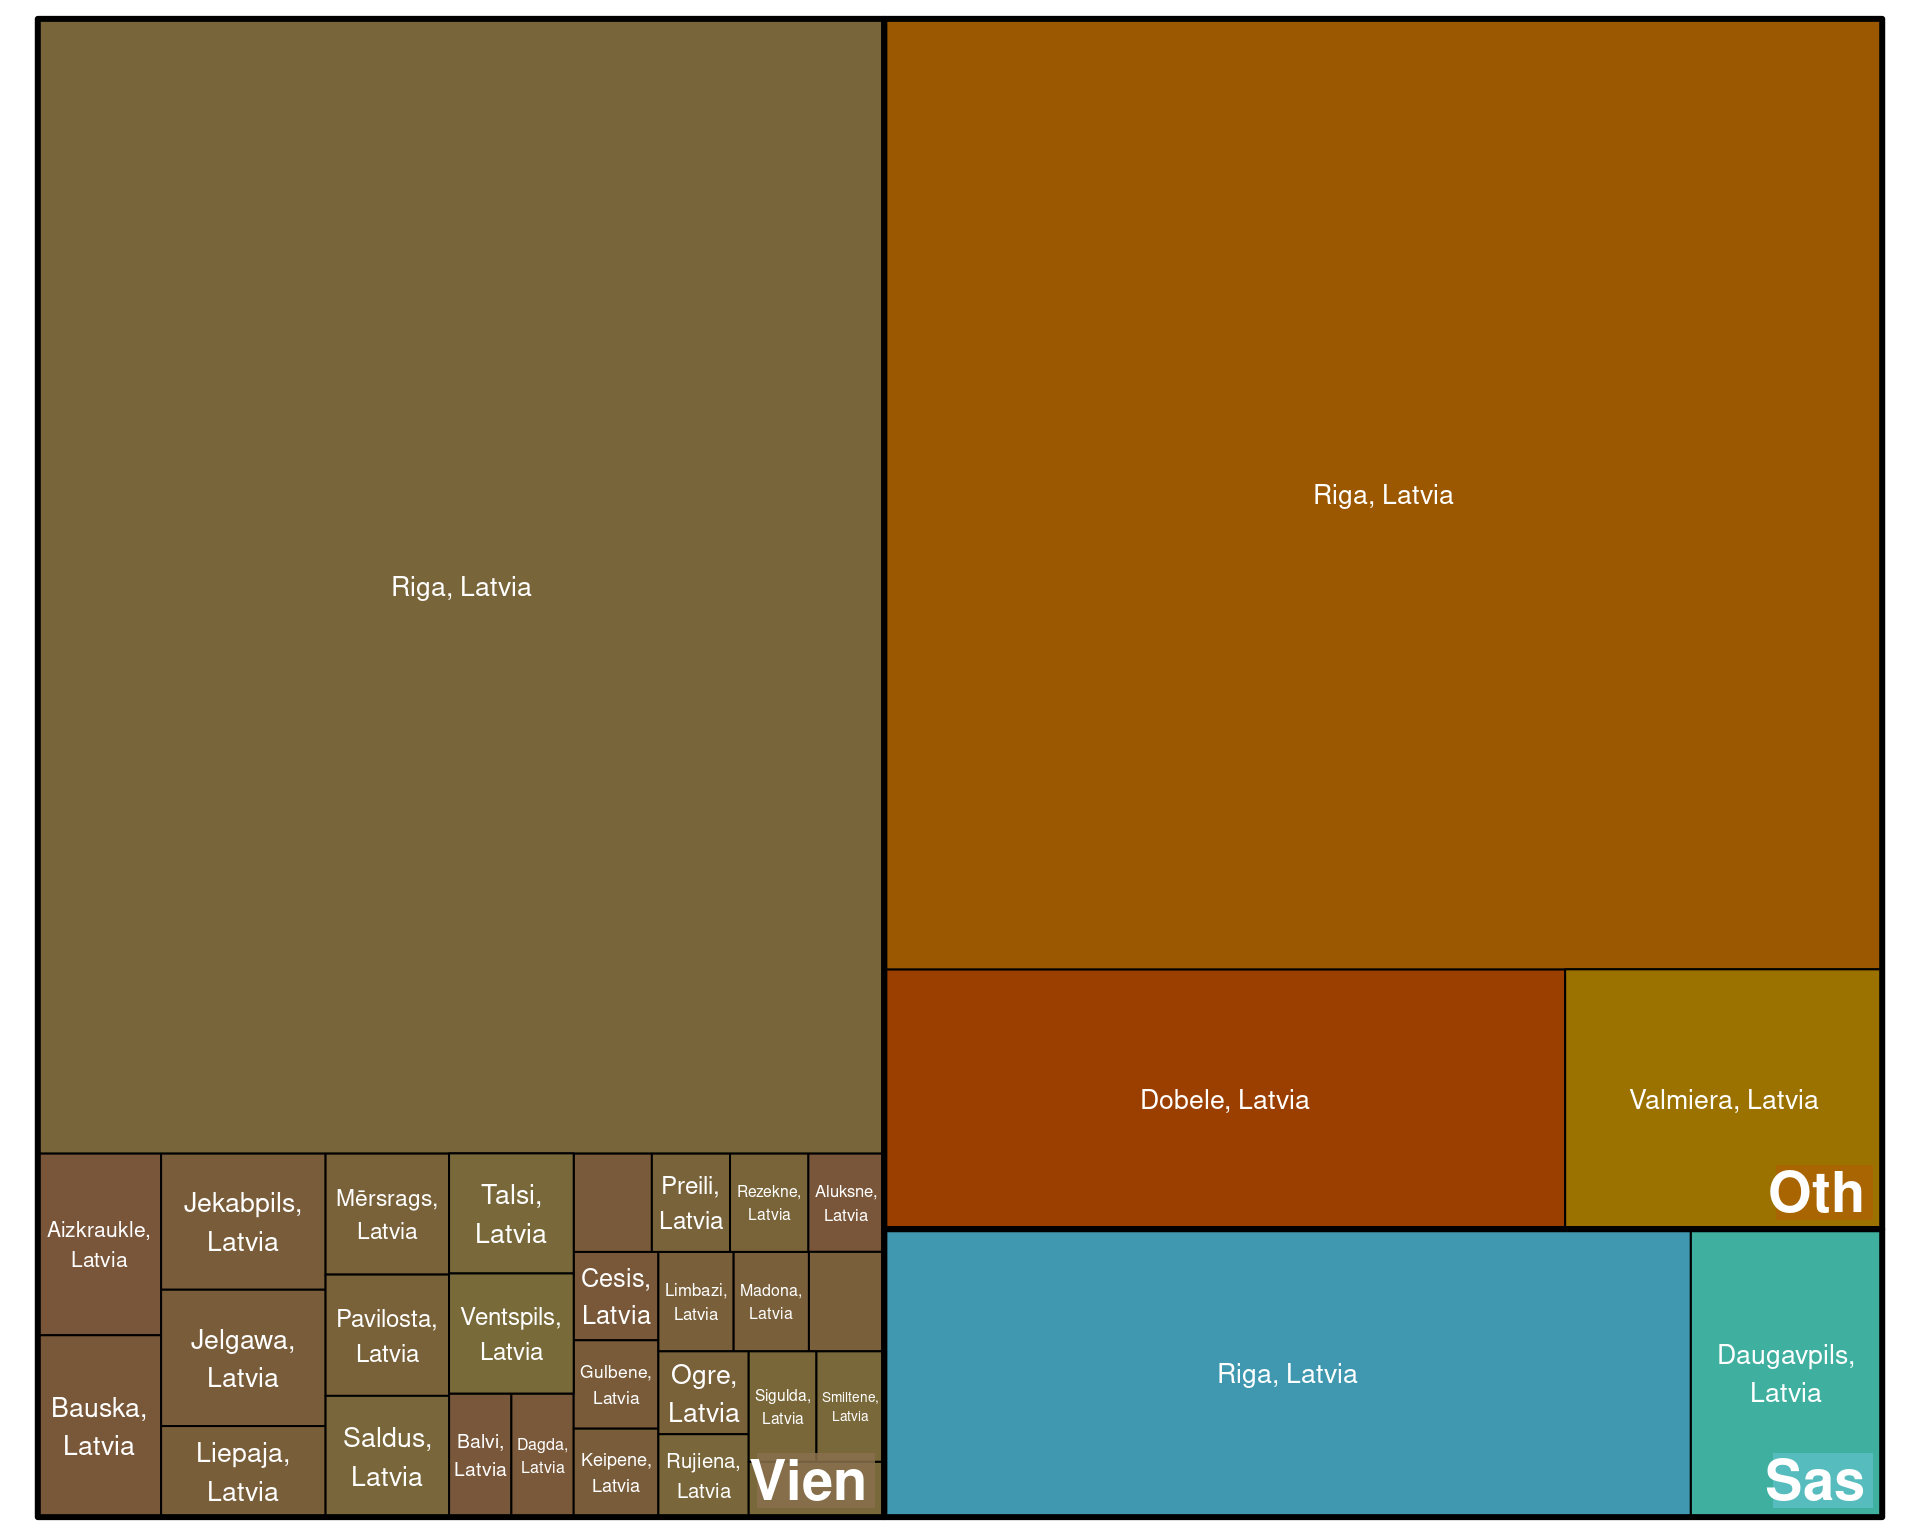 Riga, Latvia
Aizkraukle,
Latvia
Bauska,
Latvia
Jekabpils,
Latvia
Jelgawa,
Latvia
Liepaja,
Latvia
Mērsrags,
Latvia
Pavilosta,
Latvia
Saldus,
Latvia
Talsi,
Latvia
Ventspils,
Latvia
Balvi,
Latvia
Dagda,
Latvia
Preili,
Latvia
Rezekne,
Latvia
Aluksne,
Latvia
Cesis,
Latvia
Gulbene,
Latvia
Keipene,
Latvia
Limbazi,
Latvia
Madona,
Latvia
Ogre,
Latvia
Rujiena,
Latvia
Sigulda,
Latvia
Smiltene,
Latvia
Vien
Riga, Latvia
Dobele, Latvia
Valmiera, Latvia
Oth
Riga, Latvia
Daugavpils,
Latvia
Sas